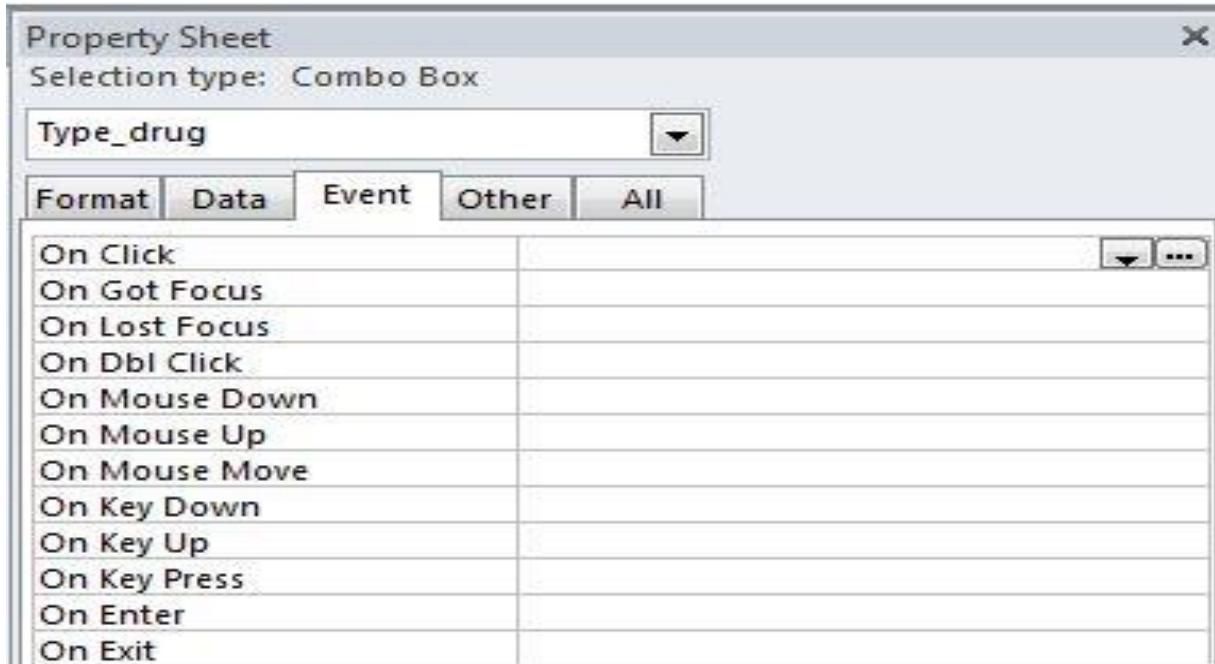 Property Sheet
Selection type: Combo Box
Type_drug
Format Data Event Other All
On Click
On Got Focus
On Lost Focus
On Dbl Click
On Mouse Down
On Mouse Up
On Mouse Move
On Key Down
On Key Up
On Key Press
On Enter
On Exit